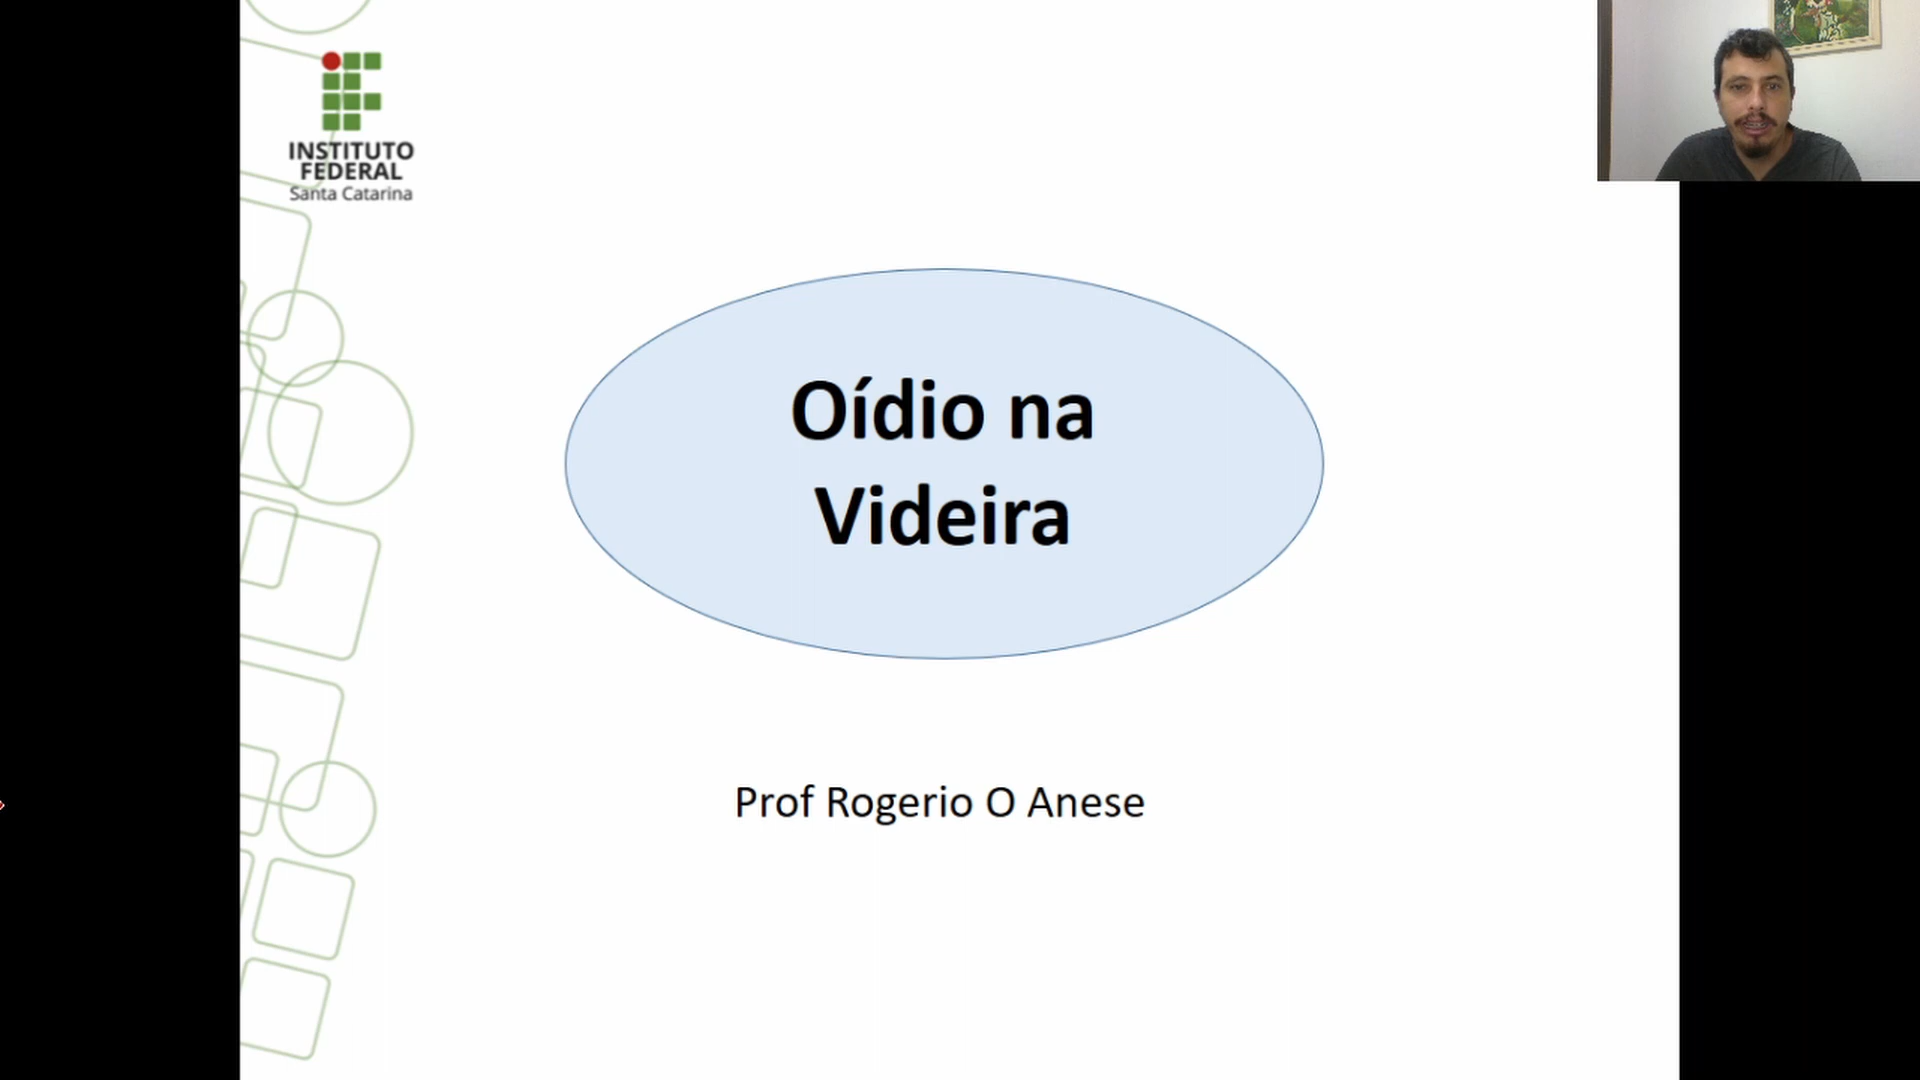 INSTITUTO
FEDERAL
Santa Catarina
Oídio na
Videira
Prof Rogerio O Anese